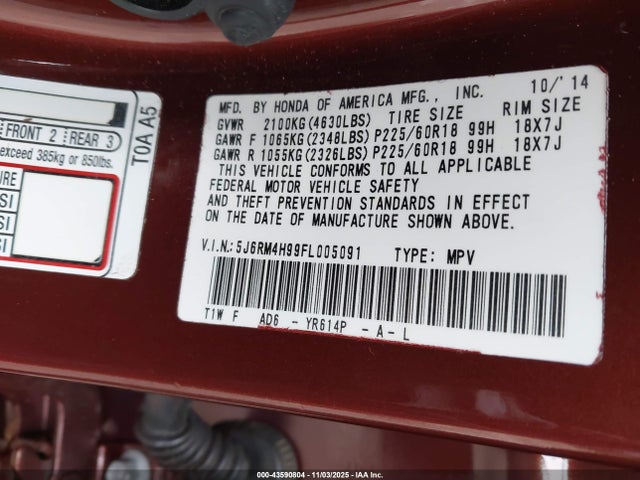 FRONT 2 REAR 3
exceed 385kg or 850lbs.
T0A A5
10/'14
MFD. BY HONDA OF AMERICA MFG., INC.
GVWR 2100KG(4630LBS) TIRE SIZE RIM SIZE
GAWR F 1065KG(2348LBS) P225/60R18 99H 18X7J
GAWR R 1055KG(2326LBS) P225/60R18 99H 18X7J
THIS VEHICLE CONFORMS TO ALL APPLICABLE
FEDERAL MOTOR VEHICLE SAFETY
AND THEFT PREVENTION STANDARDS IN EFFECT
ON THE DATE OF MANUFACTURE SHOWN ABOVE.
V.I.N.:5J6RM4H99FL005091 TYPE: MPV
T1W F AD6 - YR614P - A - L
000-43590804 | 11/03/2025 - IAA Inc.